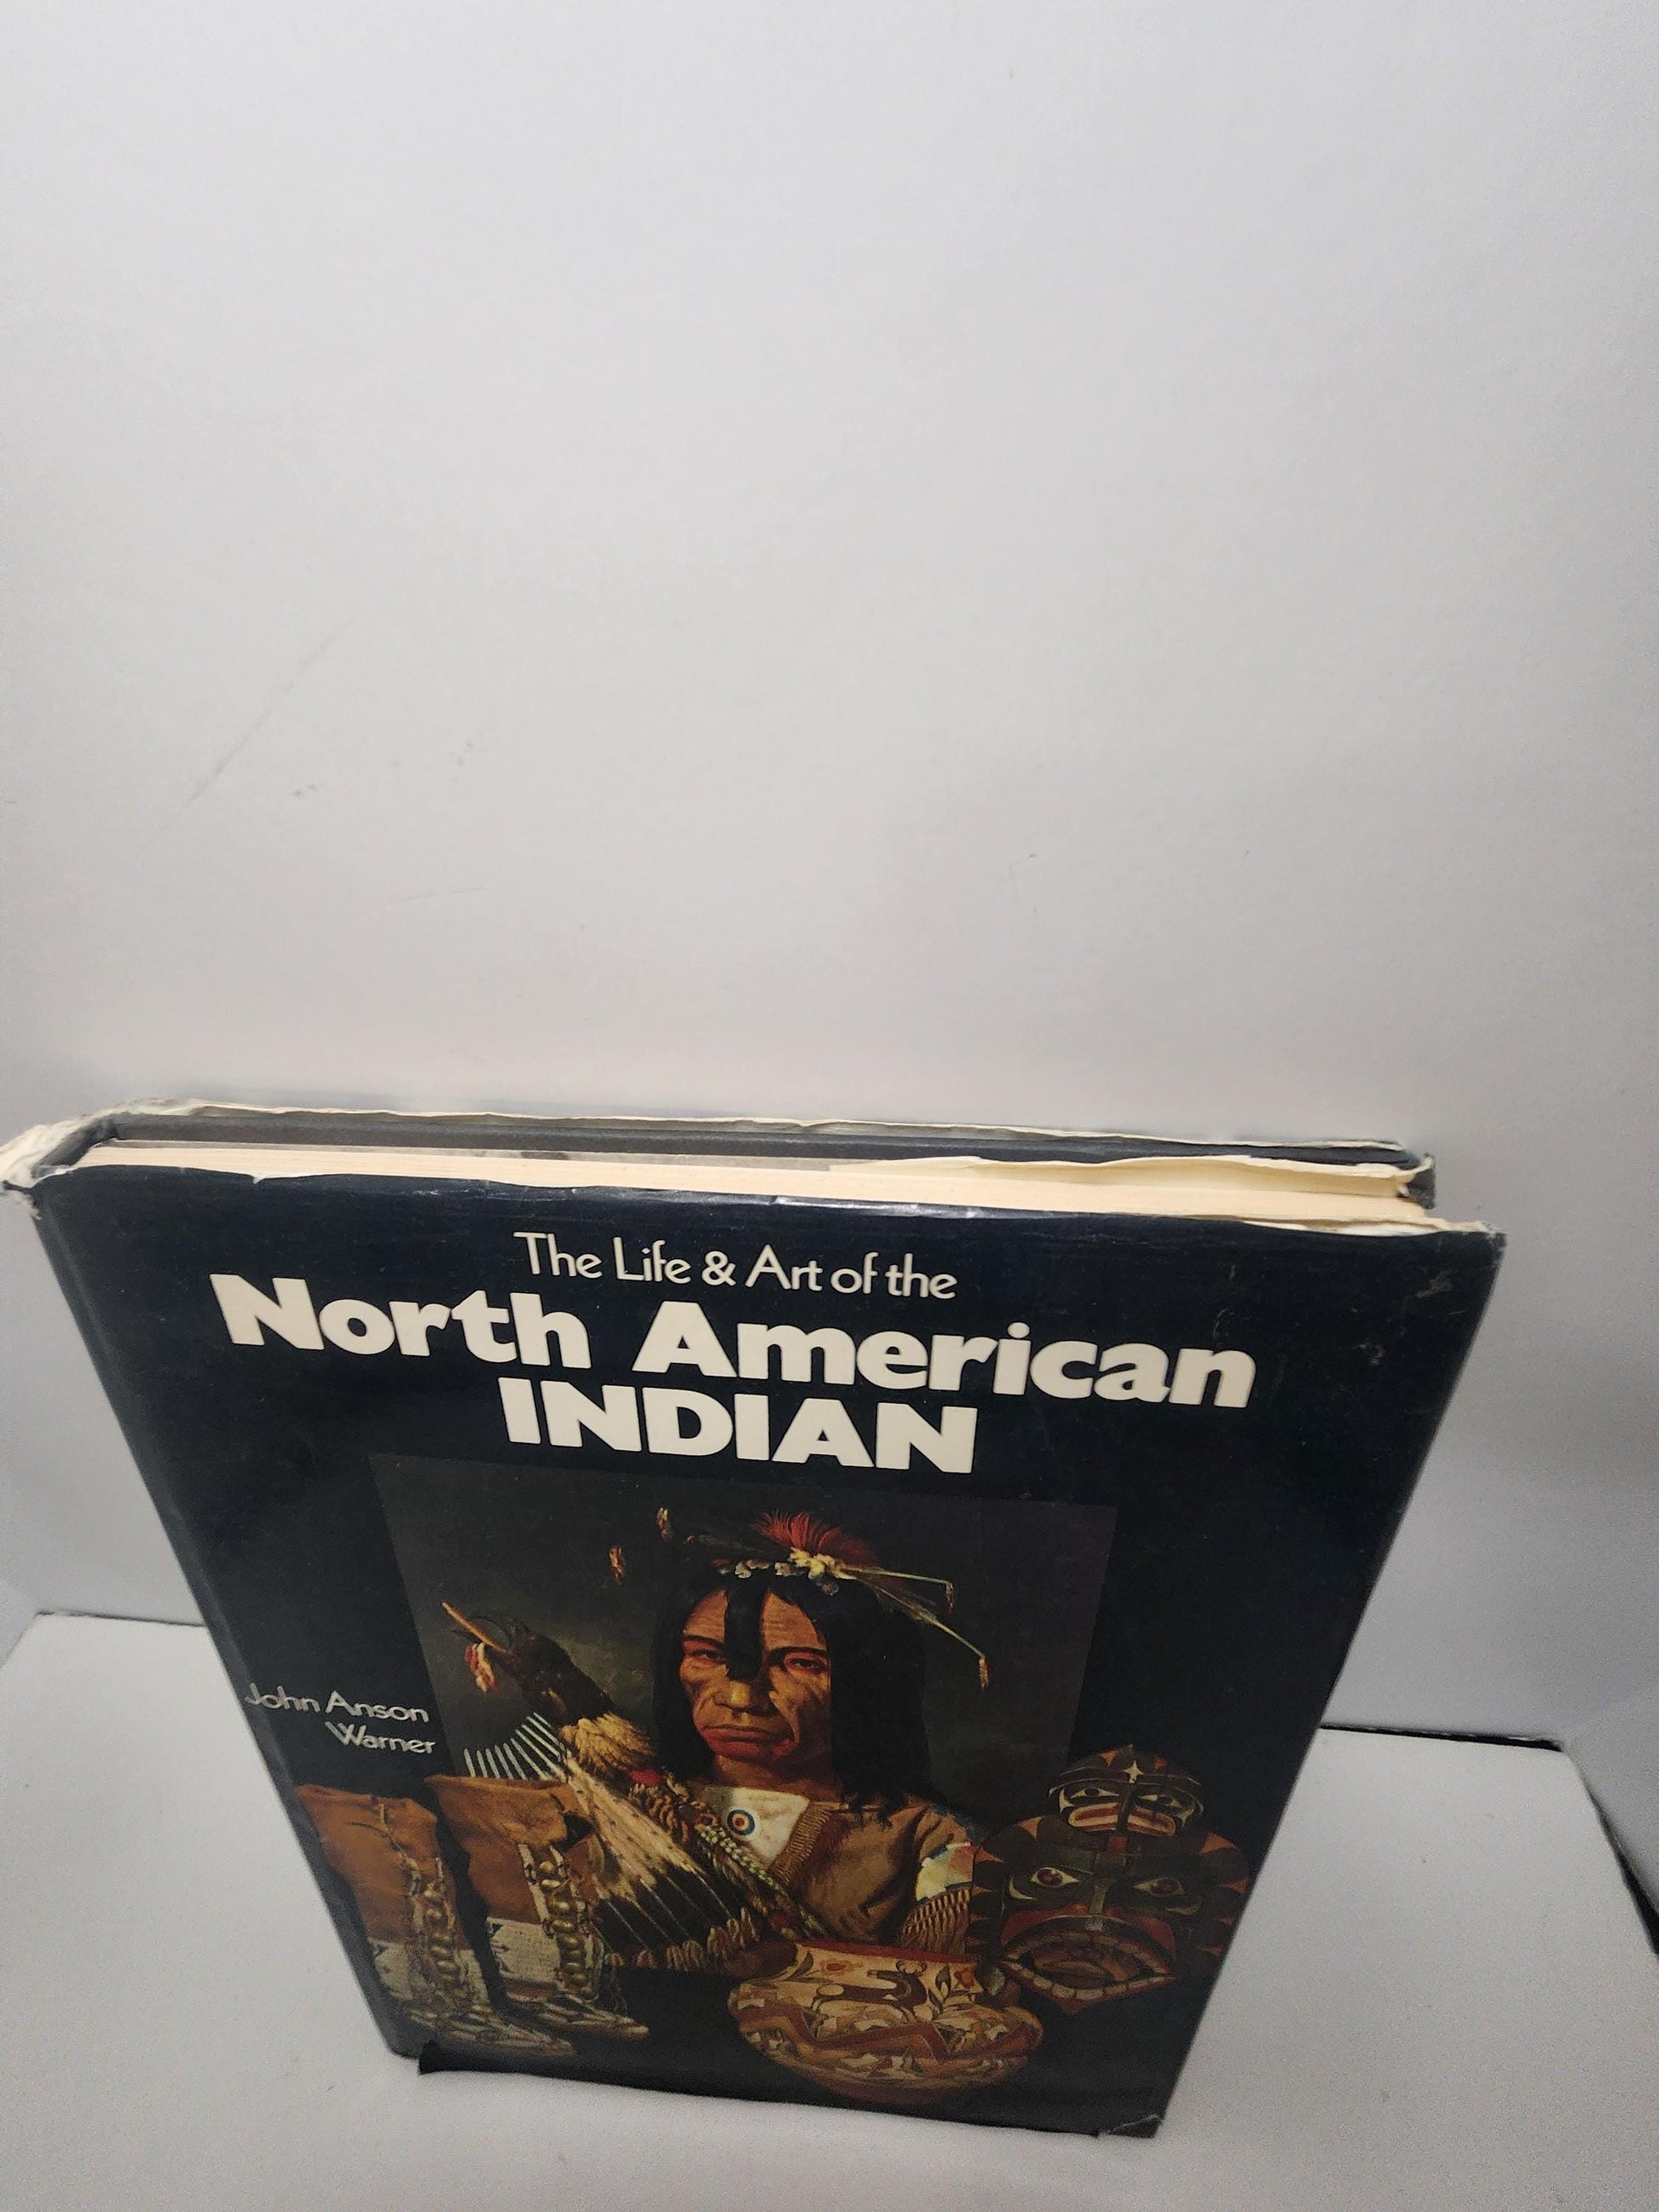 The Life & Art of the
North American
INDIAN
John Anson
Warner